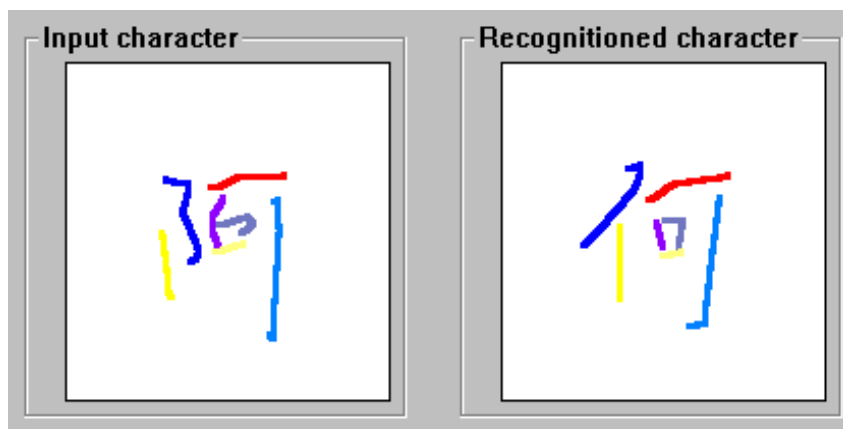 Input character
阿
Recognitioned character
何